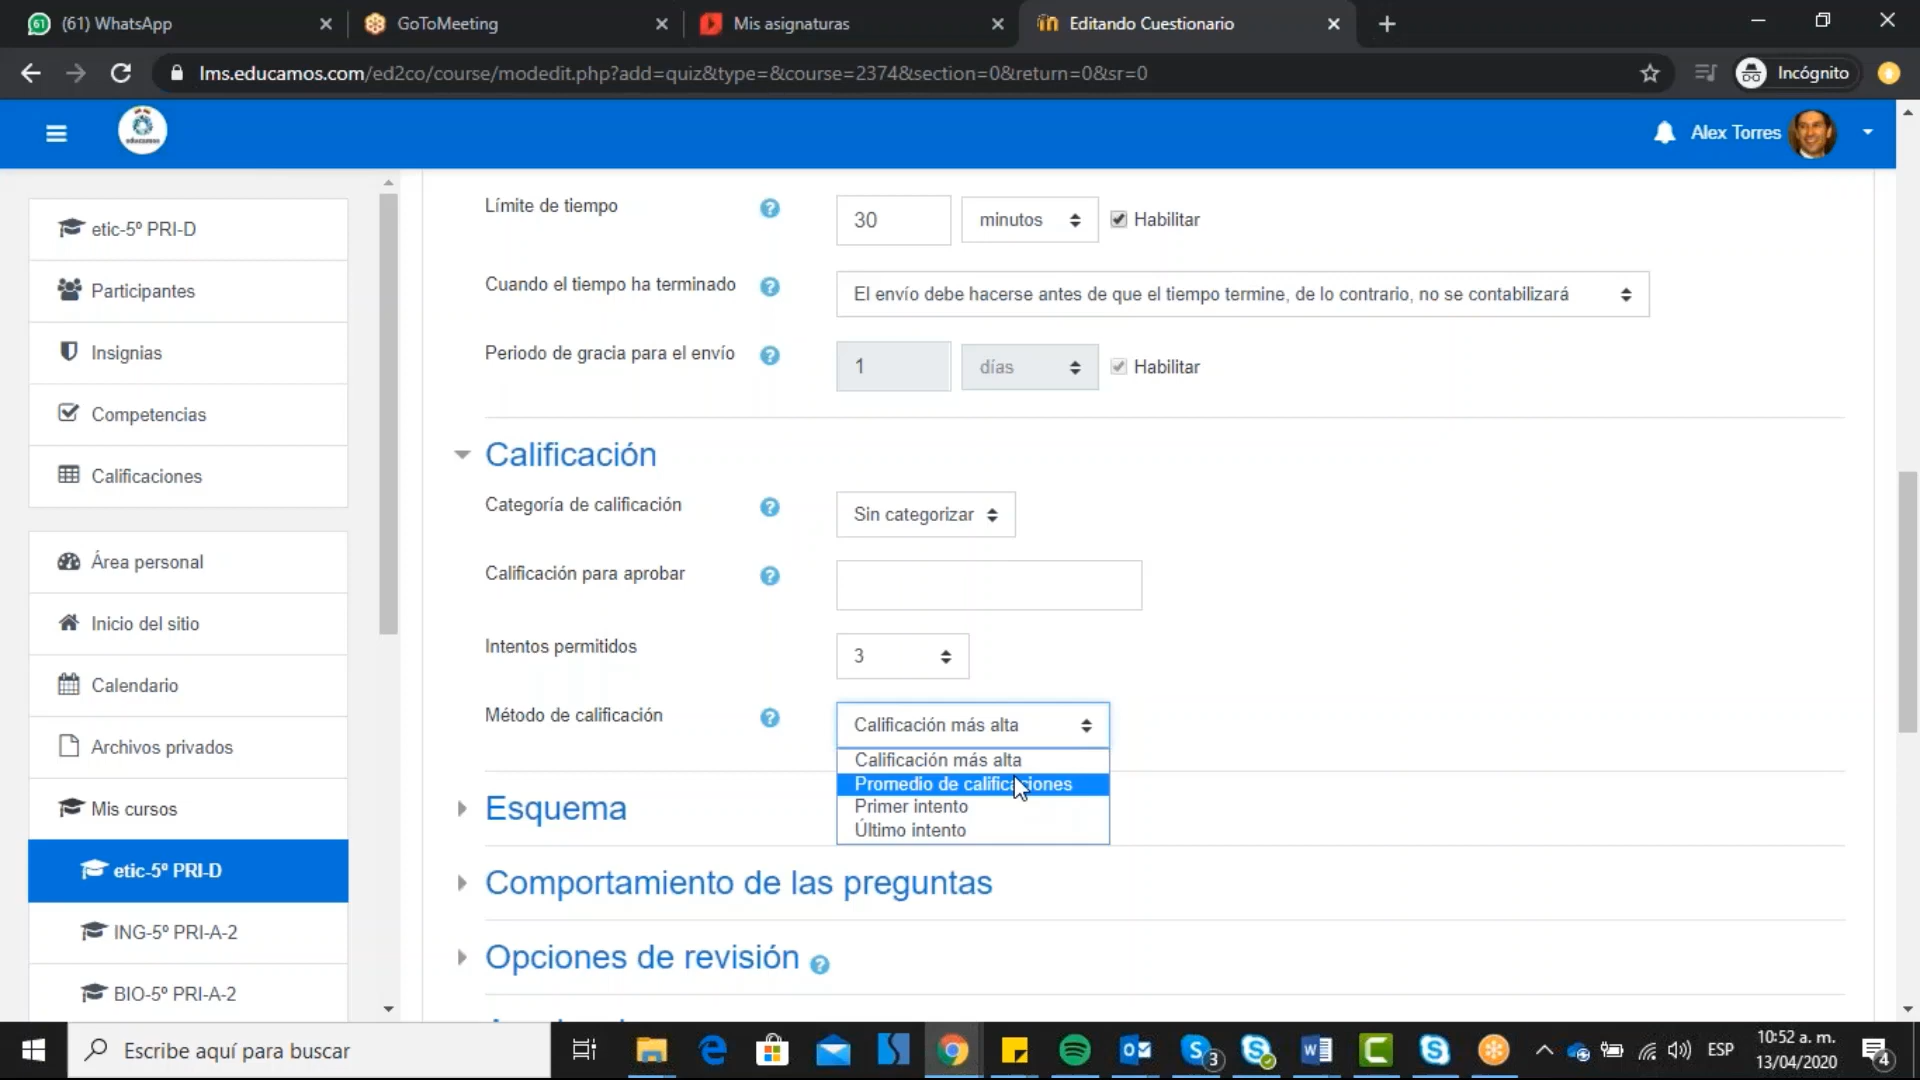 (61) WhatsApp
GoToMeeting
Mis asignaturas
Editando Cuestionario
lms.educamos.com/ed2co/course/modedit.php?add=quiz&type=&course=2374&section=0&return=0&sr=0
Incógnito
Alex Torres
etic-5º PRI-D
Participantes
Insignias
Competencias
Calificaciones
Área personal
Inicio del sitio
Calendario
Archivos privados
Mis cursos
etic-5º PRI-D
ING-5º PRI-A-2
BIO-5º PRI-A-2
Límite de tiempo
30
minutos
Habilitar
Cuando el tiempo ha terminado
El envío debe hacerse antes de que el tiempo termine, de lo contrario, no se contabilizará
Periodo de gracia para el envío
1
días
Habilitar
Calificación
Categoría de calificación
Sin categorizar
Calificación para aprobar
Intentos permitidos
3
Método de calificación
Calificación más alta
Calificación más alta
Promedio de calificaciones
Primer intento
Último intento
Esquema
Comportamiento de las preguntas
Opciones de revisión
Escribe aquí para buscar
3
ESP
10:52 a. m.
13/04/2020
4